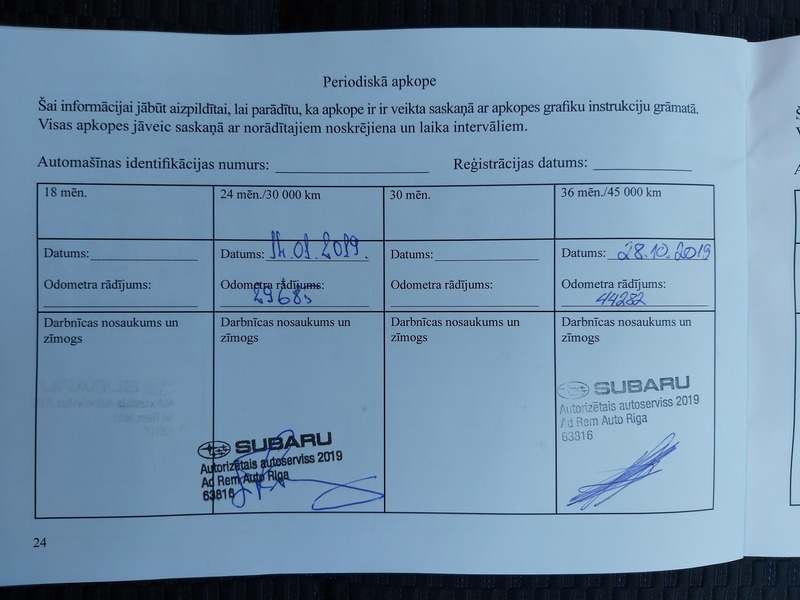 Periodiskā apkope
Šai informācijai jābūt aizpildītai, lai parādītu, ka apkope ir ir veikta saskaņā ar apkopes grafiku instrukciju grāmatā.
Visas apkopes jāveic saskaņā ar norādītajiem noskrējiena un laika intervāliem.
Automašīnas identifikācijas numurs: Reģistrācijas datums:
18 mēn.
24 mēn./30 000 km
30 mēn.
36 mēn./45 000 km
Datums:
Datums: 14.01.2019.
Datums:
Datums: 28.10.2019
Odometra rādījums:
Odometra rādījums:
Odometra rādījums:
Odometra rādījums:
44282
Darbnīcas nosaukums un
zīmogs
Darbnīcas nosaukums un
zīmogs
SUBARU
Autorizētais autoserviss 2019
Ad Rem Auto Riga
63816
Darbnīcas nosaukums un
zīmogs
Darbnīcas nosaukums un
zīmogs
SUBARU
Autorizētais autoserviss 2019
Ad Rem Auto Riga
63816
24